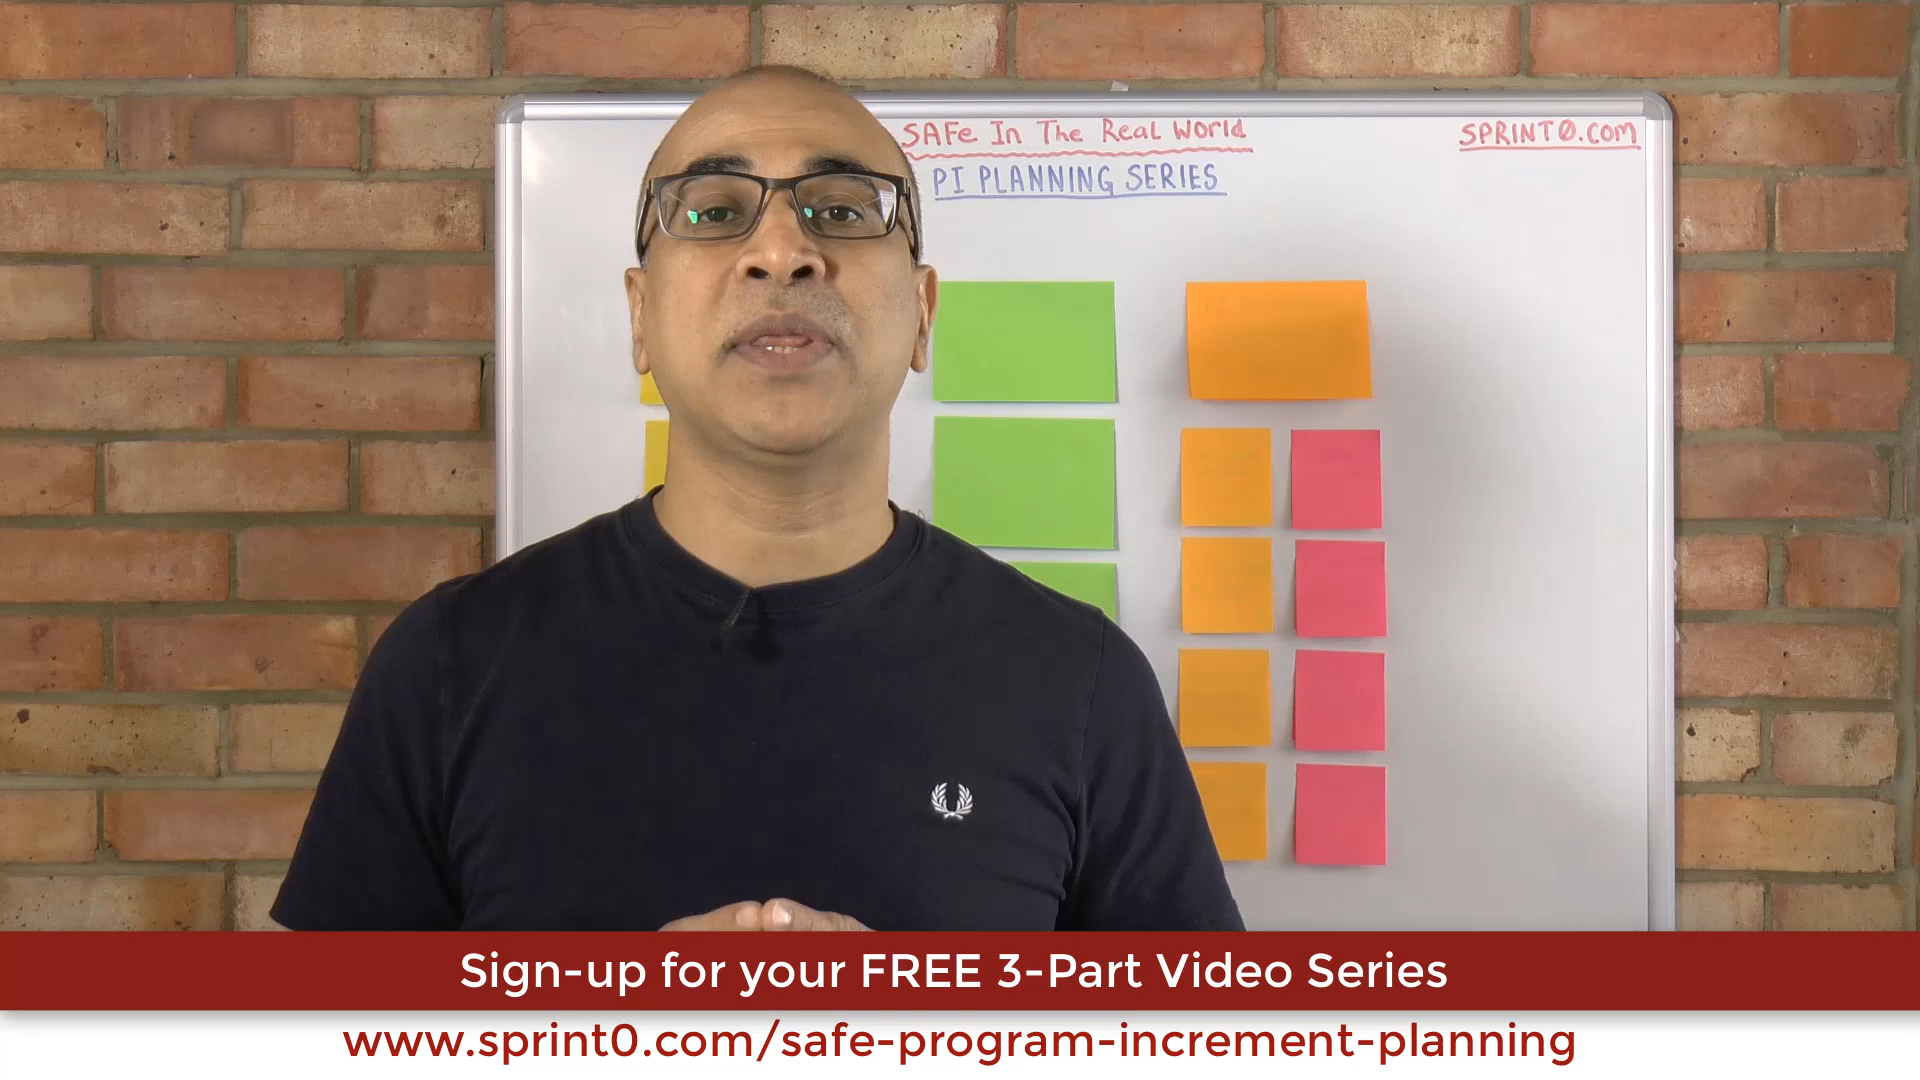 SAFe In The Real World
SPRINT0.COM
PI PLANNING SERIES
Sign-up for your FREE 3-Part Video Series
www.sprint0.com/safe-program-increment-planning